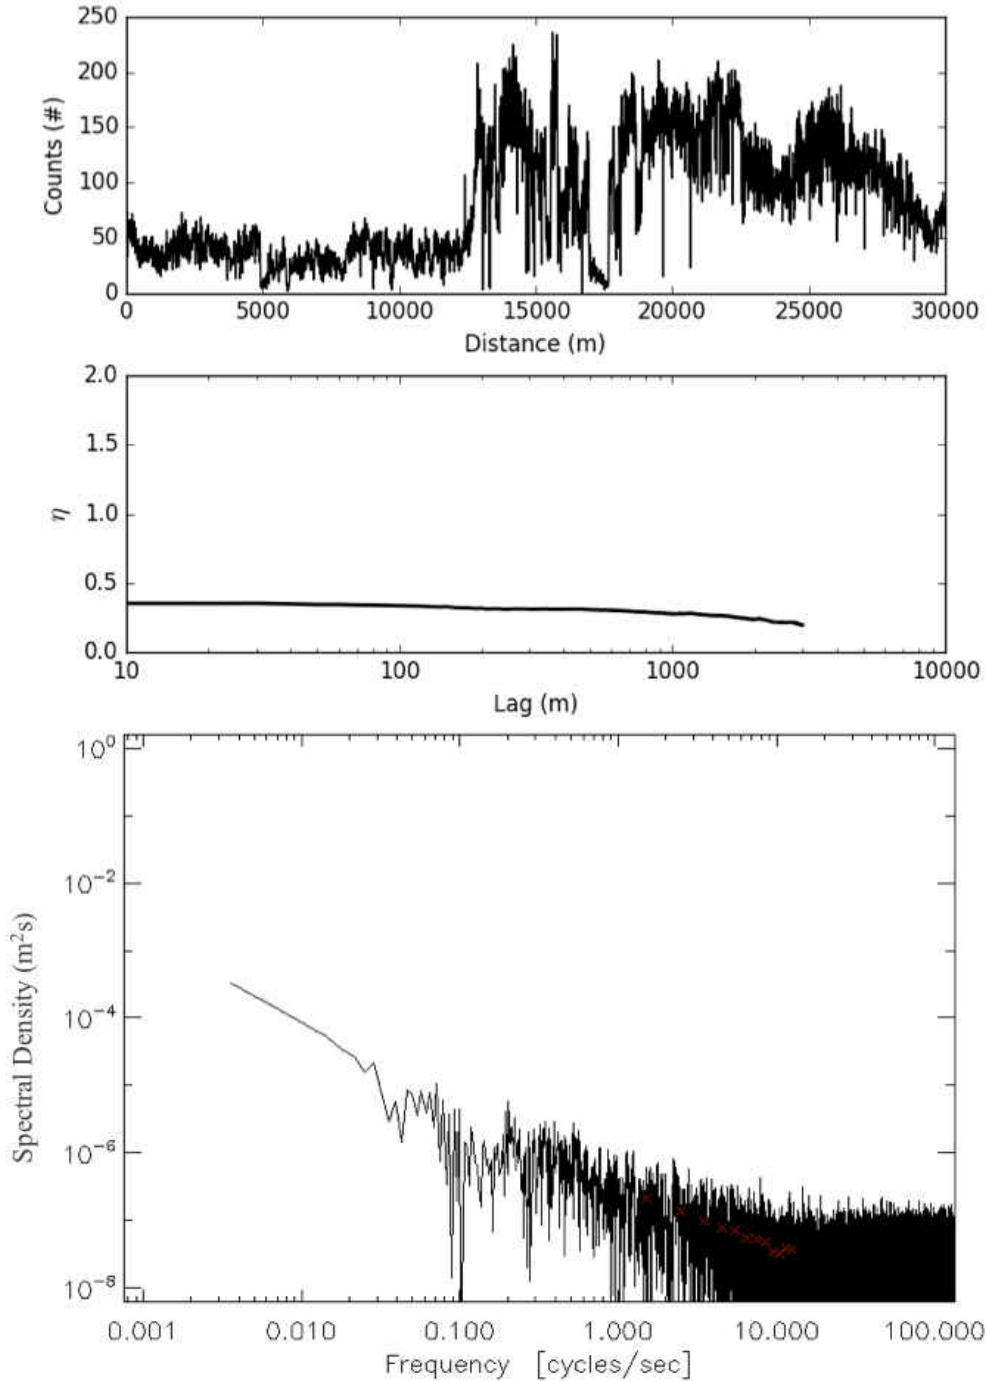 250
200
150
100
50
0
Counts (#)
0 5000 10000 15000 20000 25000 30000
Distance (m)
2.0
1.5
1.0
0.5
0.0
η
10 100 1000 10000
Lag (m)
10⁰
10⁻²
10⁻⁴
10⁻⁶
10⁻⁸
Spectral Density (m²s)
0.001 0.010 0.100 1.000 10.000 100.000
Frequency [cycles/sec]